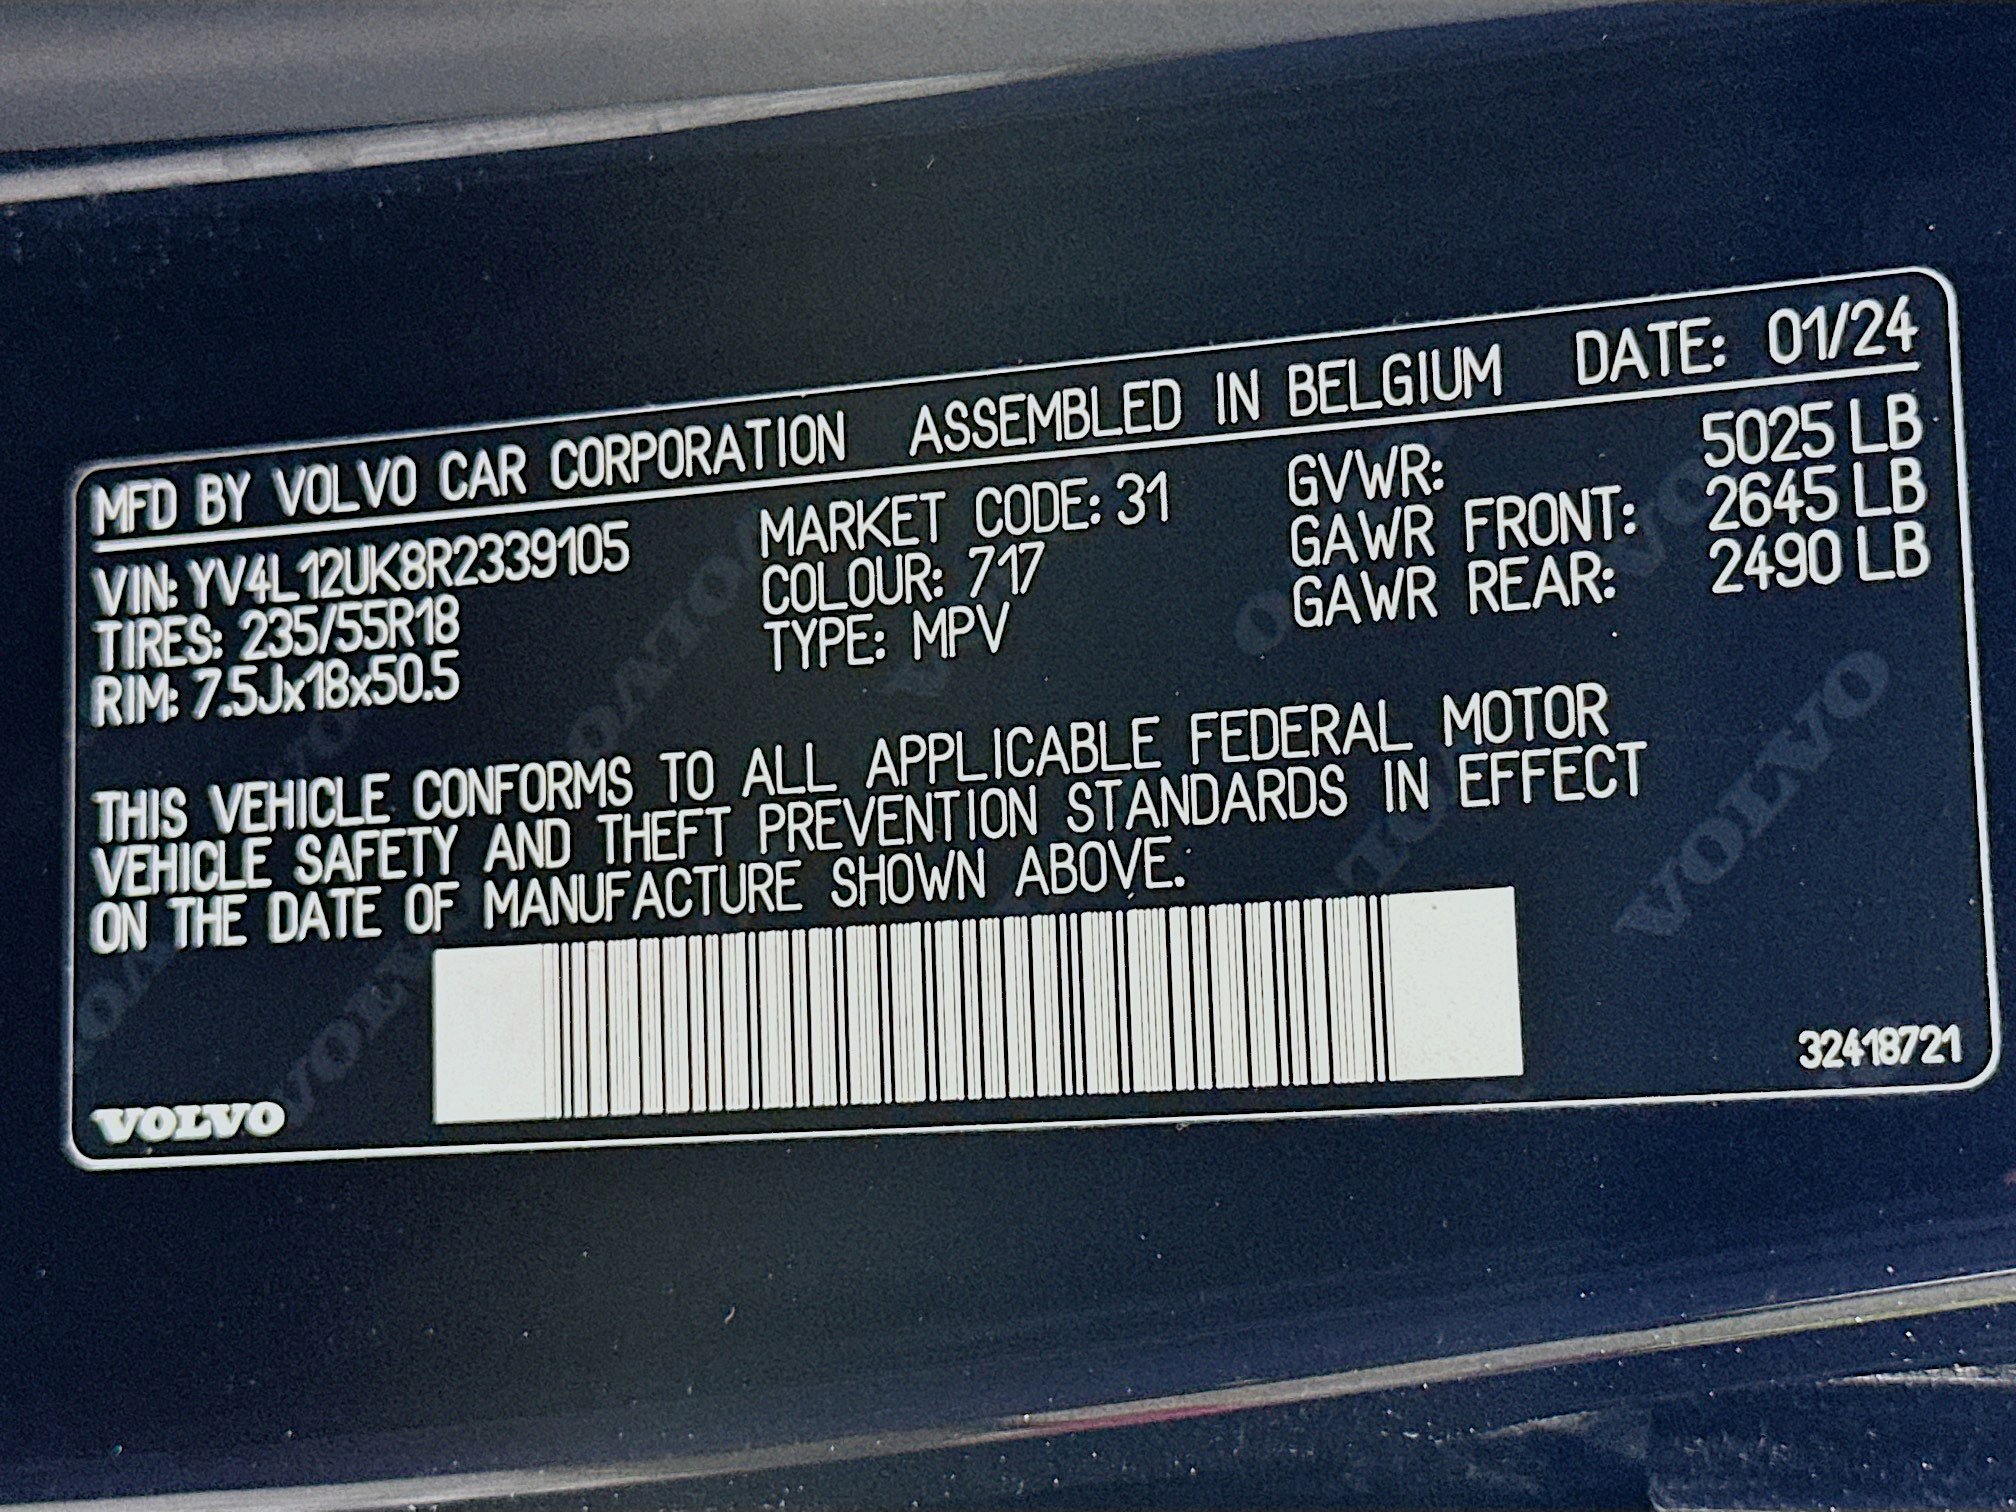 MFD BY VOLVO CAR CORPORATION ASSEMBLED IN BELGIUM DATE: 01/24
VIN: YV4L12UK8R2339105 MARKET CODE: 31 GVWR: 5025 LB
TIRES: 235/55R18 COLOUR: 717 GAWR FRONT: 2645 LB
RIM: 7.5Jx18x50.5 TYPE: MPV GAWR REAR: 2490 LB
THIS VEHICLE CONFORMS TO ALL APPLICABLE FEDERAL MOTOR
VEHICLE SAFETY AND THEFT PREVENTION STANDARDS IN EFFECT
ON THE DATE OF MANUFACTURE SHOWN ABOVE.
VOLVO
32418721